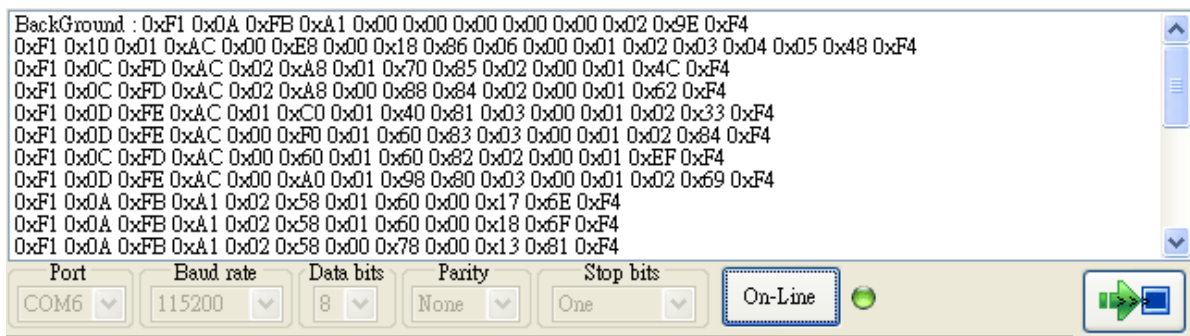 BackGround : 0xF1 0x0A 0xFB 0xA1 0x00 0x00 0x00 0x00 0x00 0x02 0x9E 0xF4
0xF1 0x10 0x01 0xAC 0x00 0xE8 0x00 0x18 0x86 0x06 0x00 0x01 0x02 0x03 0x04 0x05 0x48 0xF4
0xF1 0x0C 0xFD 0xAC 0x02 0xA8 0x01 0x70 0x85 0x02 0x00 0x01 0x4C 0xF4
0xF1 0x0C 0xFD 0xAC 0x02 0xA8 0x00 0x88 0x84 0x02 0x00 0x01 0x62 0xF4
0xF1 0x0D 0xFE 0xAC 0x01 0xC0 0x01 0x40 0x81 0x03 0x00 0x01 0x02 0x33 0xF4
0xF1 0x0D 0xFE 0xAC 0x00 0xF0 0x01 0x60 0x83 0x03 0x00 0x01 0x02 0x84 0xF4
0xF1 0x0C 0xFD 0xAC 0x00 0x60 0x01 0x60 0x82 0x02 0x00 0x01 0xEF 0xF4
0xF1 0x0D 0xFE 0xAC 0x00 0xA0 0x01 0x98 0x80 0x03 0x00 0x01 0x02 0x69 0xF4
0xF1 0x0A 0xFB 0xA1 0x02 0x58 0x01 0x60 0x00 0x17 0x6E 0xF4
0xF1 0x0A 0xFB 0xA1 0x02 0x58 0x01 0x60 0x00 0x18 0x6F 0xF4
0xF1 0x0A 0xFB 0xA1 0x02 0x58 0x00 0x78 0x00 0x13 0x81 0xF4
Port Baud rate Data bits Parity Stop bits
COM6 115200 8 None One On-Line